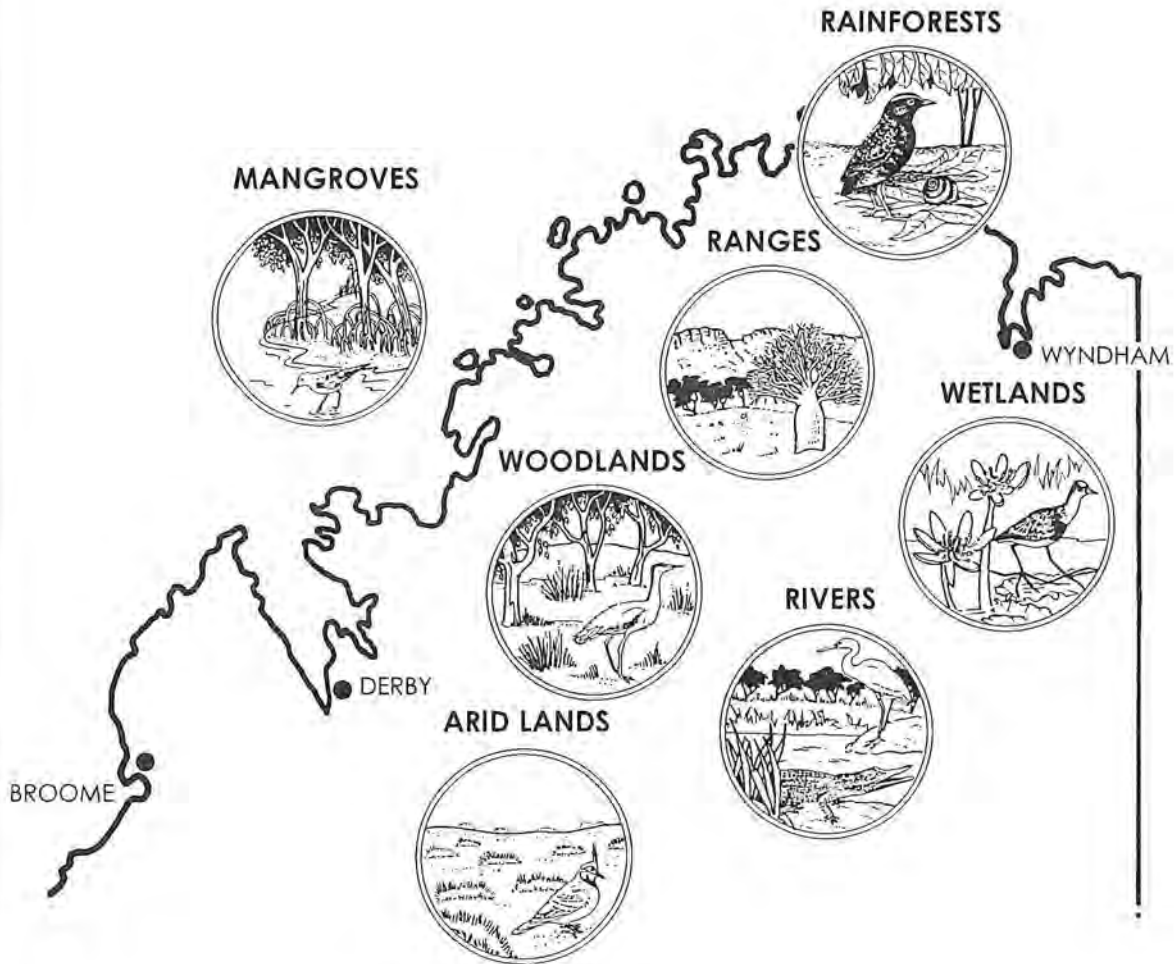 RAINFORESTS
MANGROVES
RANGES
WYNDHAM
WETLANDS
WOODLANDS
RIVERS
DERBY
ARID LANDS
BROOME